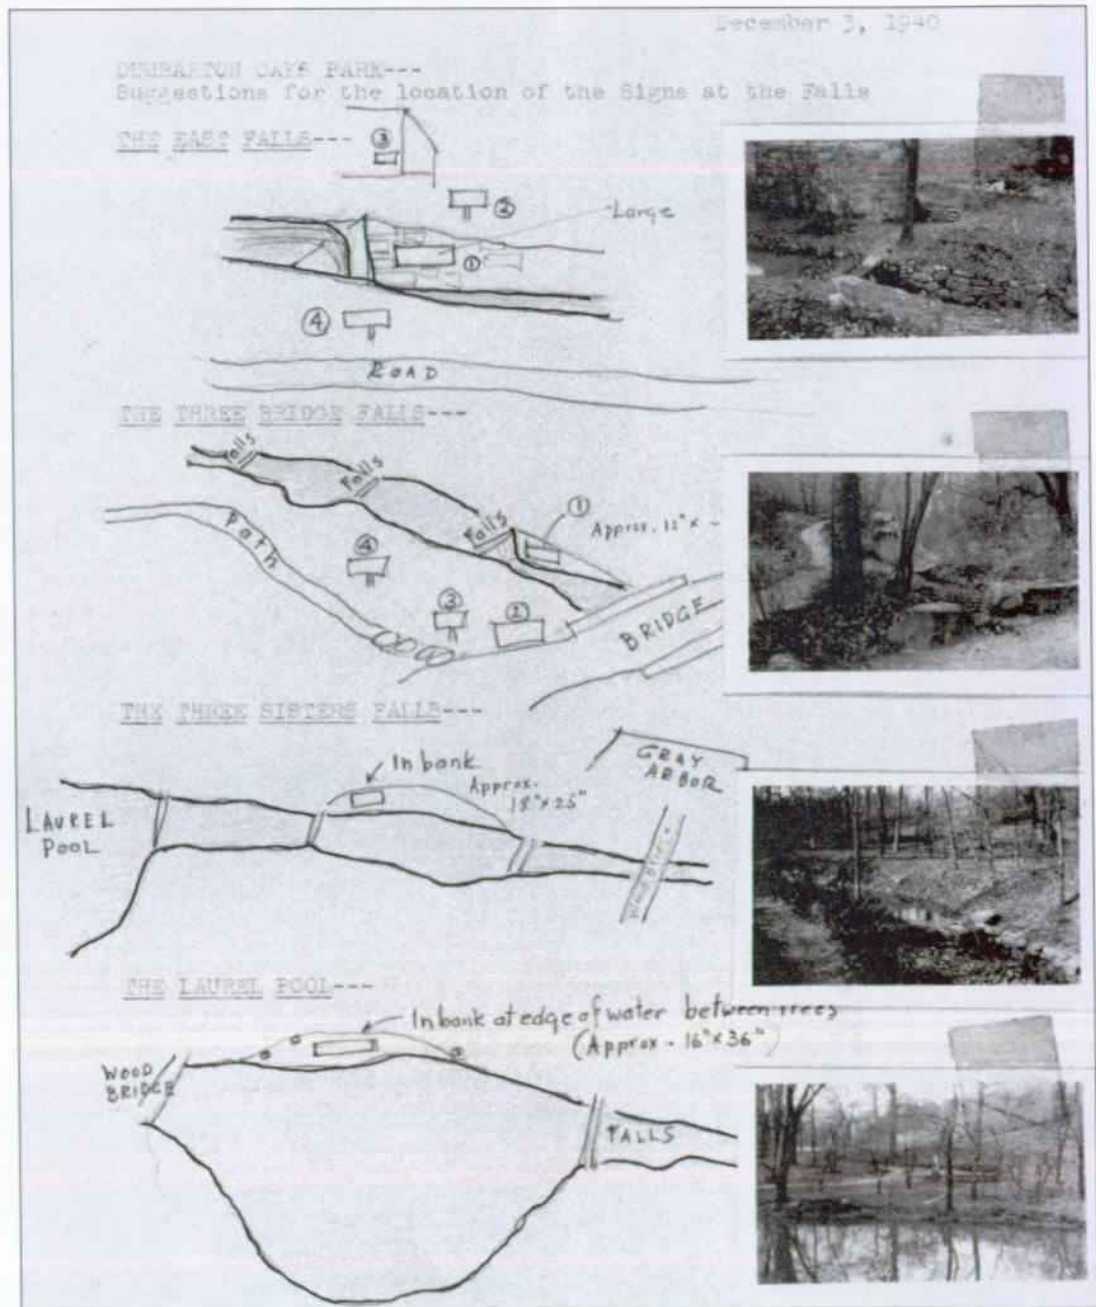 December 3, 1940
DUMBARTON OAKS PARK---
Suggestions for the location of the Signs at the Falls
THE EAST FALLS---
③
②
Large
①
④
ROAD
THE THREE BRIDGE FALLS---
Falls
Falls
Falls
①
Approx. 12" x -
Path
④
③
②
BRIDGE
THE THREE SISTERS FALLS---
In bank
Approx.
18" x 25"
GRAY
ARBOR
LAUREL
POOL
Wood Bridge
THE LAUREL POOL---
In bank at edge of water between trees
(Approx - 16" x 36")
WOOD
BRIDGE
FALLS